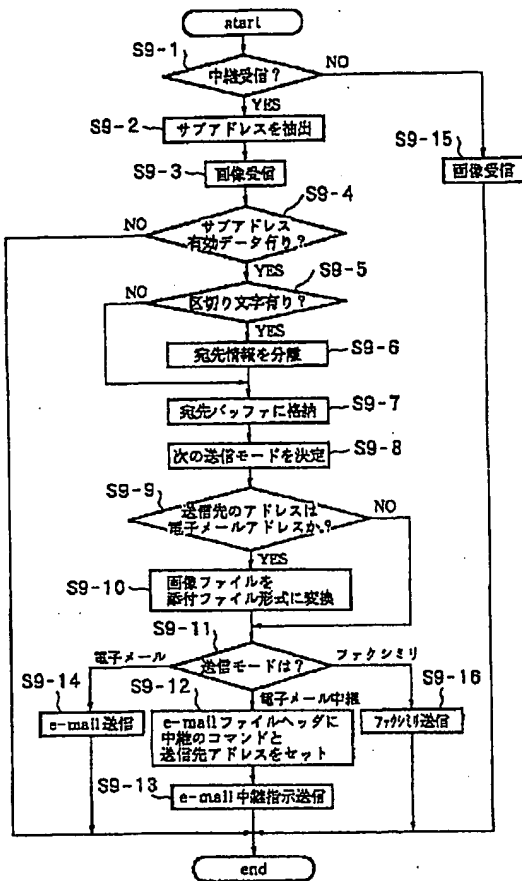 start
S9-1
中継受信?
NO
YES
S9-2
サブアドレスを抽出
S9-15
画像受信
S9-3
画像受信
S9-4
NO
サブアドレス
有効データ有り?
YES
S9-5
NO
区切り文字有り?
YES
宛先情報を分離
S9-6
宛先バッファに格納
S9-7
次の送信モードを決定
S9-8
S9-9
送信先のアドレスは
電子メールアドレスか?
NO
YES
S9-10
画像ファイルを
添付ファイル形式に変換
S9-11
電子メール
送信モードは?
ファクシミリ
S9-14
S9-12
電子メール中継
S9-16
e-mail送信
e-mailファイルヘッダに
中継のコマンドと
送信先アドレスをセット
ファクシミリ送信
S9-13
e-mail中継指示送信
end